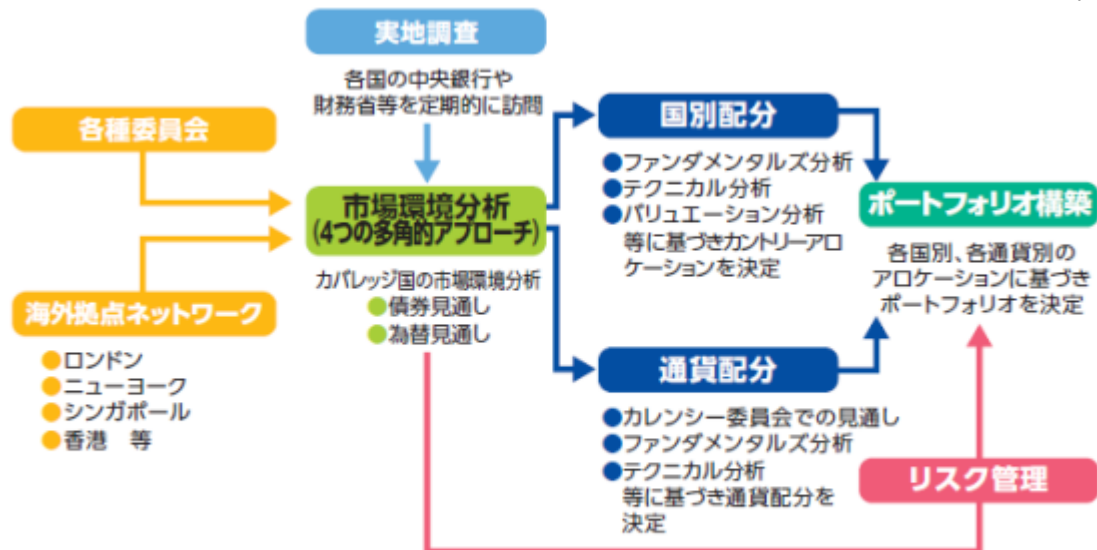 実地調査
各国の中央銀行や
財務省等を定期的に訪問
各種委員会
海外拠点ネットワーク
●ロンドン
●ニューヨーク
●シンガポール
●香港 等
市場環境分析
(4つの多角的アプローチ)
カバレッジ国の市場環境分析
●債券見通し
●為替見通し
国別配分
●ファンダメンタルズ分析
●テクニカル分析
●バリュエーション分析
等に基づきカントリーアロ
ケーションを決定
通貨配分
●カレンシー委員会での見通し
●ファンダメンタルズ分析
●テクニカル分析
等に基づき通貨配分を
決定
ポートフォリオ構築
各国別、各通貨別の
アロケーションに基づき
ポートフォリオを決定
リスク管理